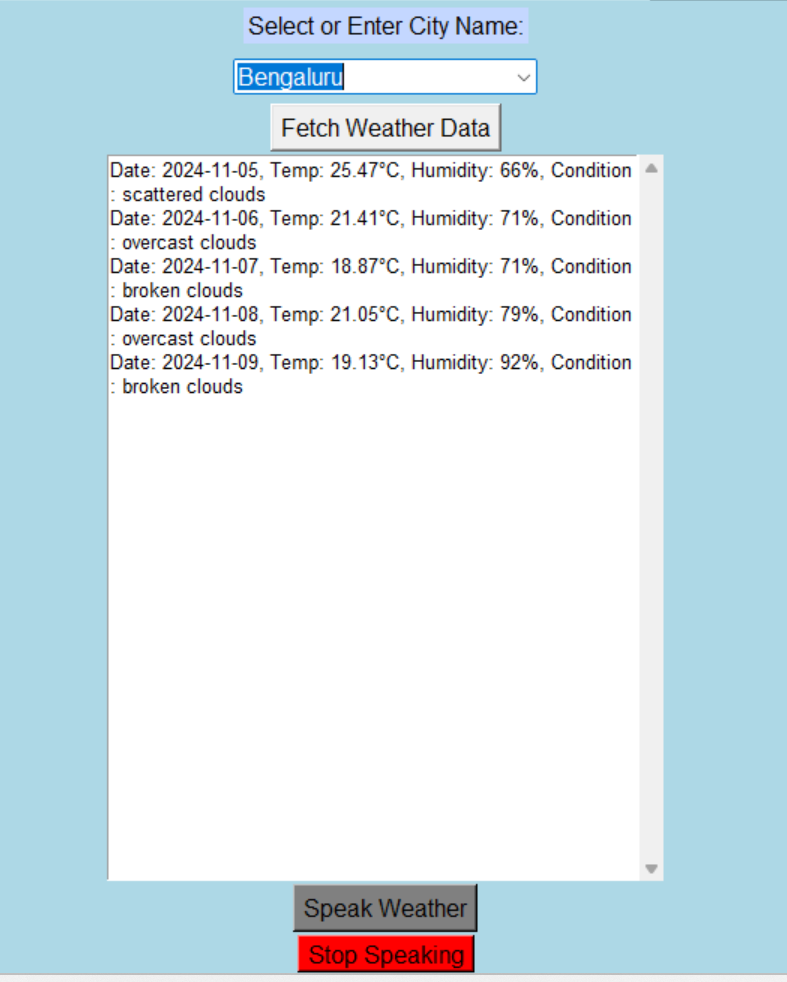 Select or Enter City Name:
Bengaluru
Fetch Weather Data
Date: 2024-11-05, Temp: 25.47°C, Humidity: 66%, Condition
: scattered clouds
Date: 2024-11-06, Temp: 21.41°C, Humidity: 71%, Condition
: overcast clouds
Date: 2024-11-07, Temp: 18.87°C, Humidity: 71%, Condition
: broken clouds
Date: 2024-11-08, Temp: 21.05°C, Humidity: 79%, Condition
: overcast clouds
Date: 2024-11-09, Temp: 19.13°C, Humidity: 92%, Condition
: broken clouds
Speak Weather
Stop Speaking